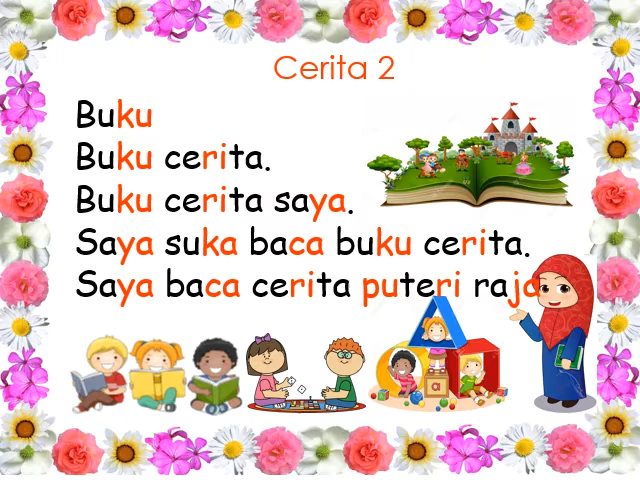 Cerita 2
Buku
Buku cerita.
Buku cerita saya.
Saya suka baca buku cerita.
Saya baca cerita puteri raja
a